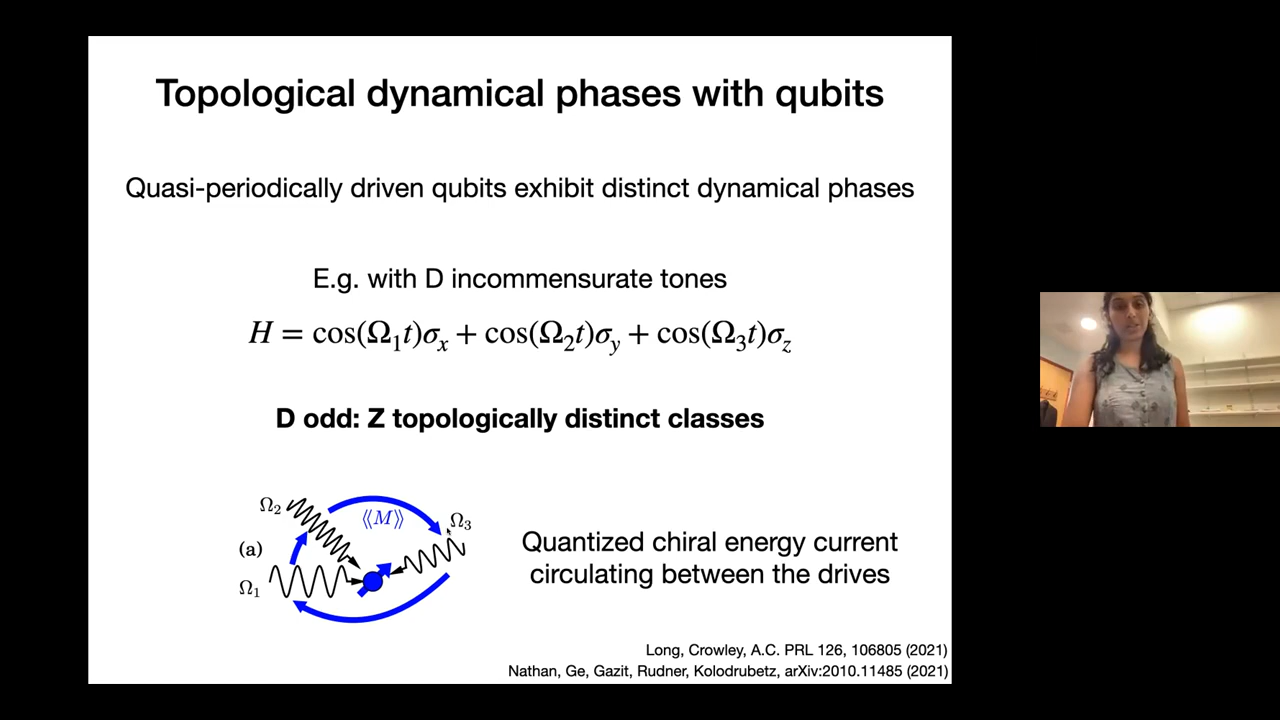 Topological dynamical phases with qubits
Quasi-periodically driven qubits exhibit distinct dynamical phases
E.g. with D incommensurate tones
H = cos(Ω₁t)σₓ + cos(Ω₂t)σᵧ + cos(Ω₃t)σ_z
D odd: Z topologically distinct classes
Ω₂
⟪M⟫
Ω₃
(a)
Ω₁
Quantized chiral energy current
circulating between the drives
Long, Crowley, A.C. PRL 126, 106805 (2021)
Nathan, Ge, Gazit, Rudner, Kolodrubetz, arXiv:2010.11485 (2021)